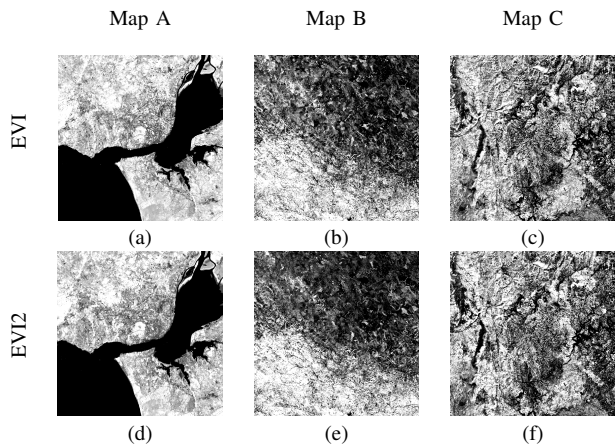 Map A Map B Map C
EVI
(a) (b) (c)
EVI2
(d) (e) (f)